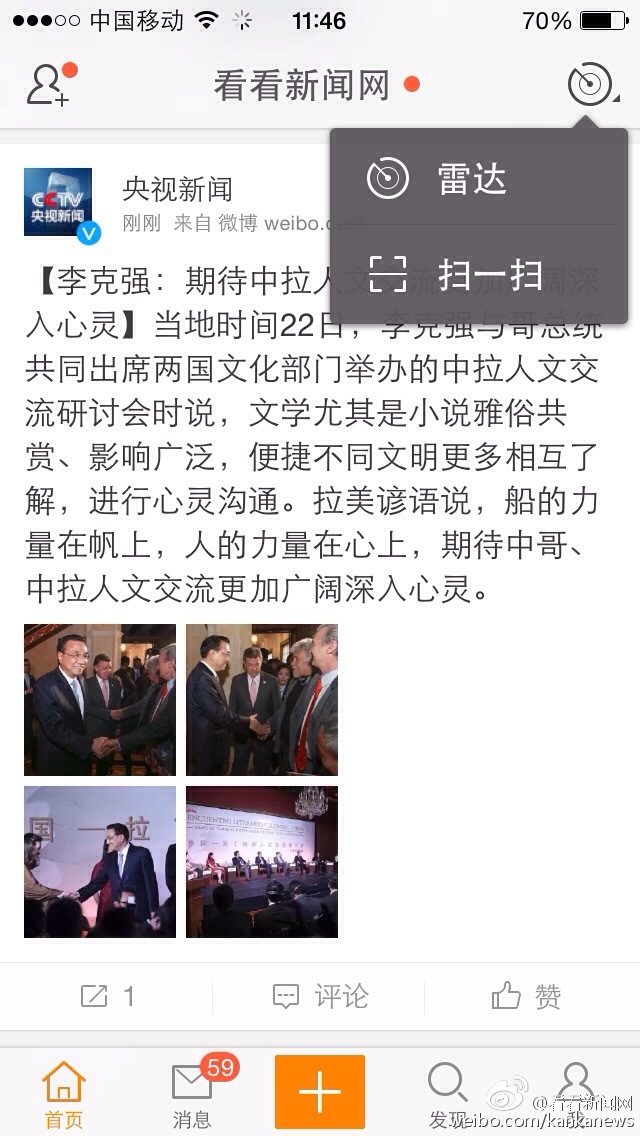 中国移动
11:46
70%
看看新闻网
雷达
扫一扫
CCTV
央视新闻
央视新闻
刚刚 来自 微博 weibo.com
【李克强：期待中拉人文交流更加广阔深
入心灵】当地时间22日，李克强与哥总统
共同出席两国文化部门举办的中拉人文交
流研讨会时说，文学尤其是小说雅俗共
赏、影响广泛，便捷不同文明更多相互了
解，进行心灵沟通。拉美谚语说，船的力
量在帆上，人的力量在心上，期待中哥、
中拉人文交流更加广阔深入心灵。
国一拉
1
评论
赞
首页
59
消息
发现
我
@看看新闻网
weibo.com/kankanews